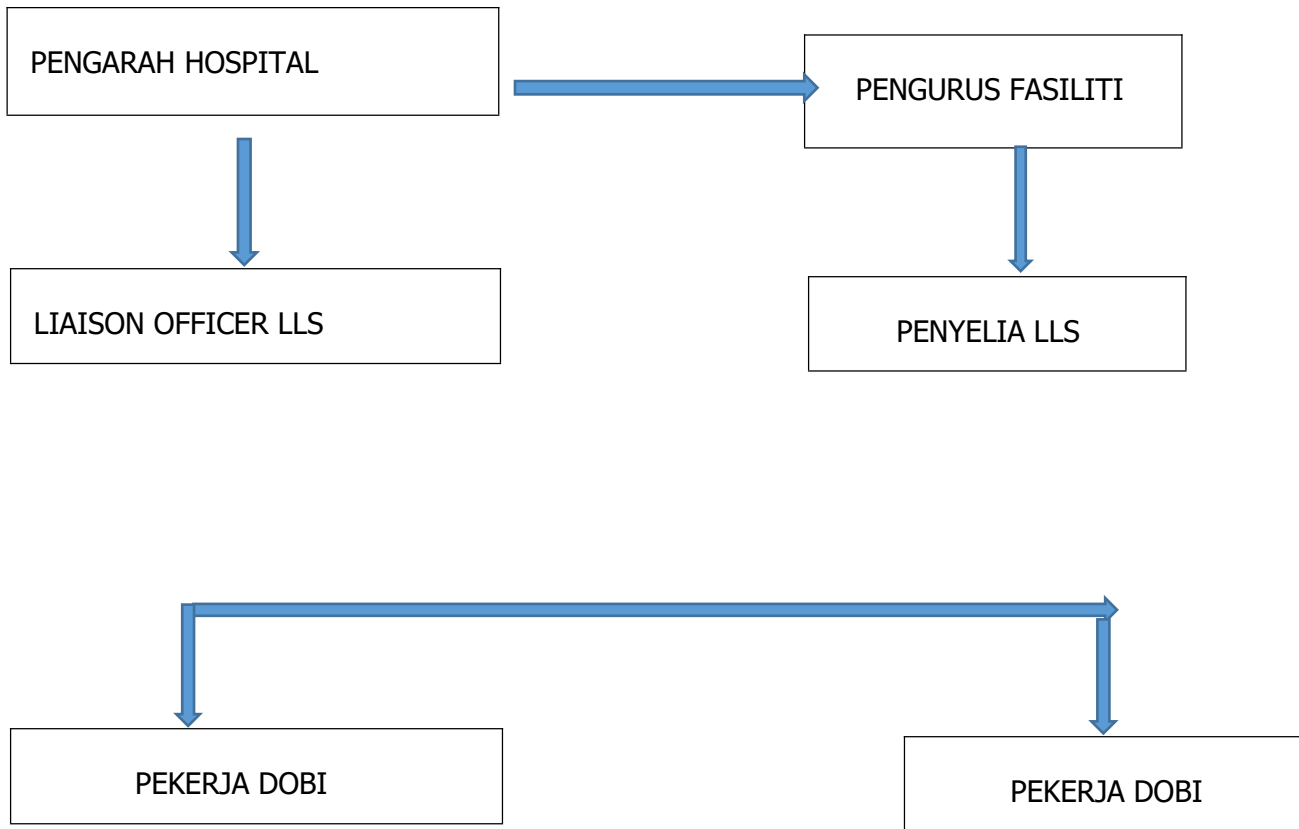 PENGARAH HOSPITAL
PENGURUS FASILITI
LIAISON OFFICER LLS
PENYELIA LLS
PEKERJA DOBI
PEKERJA DOBI